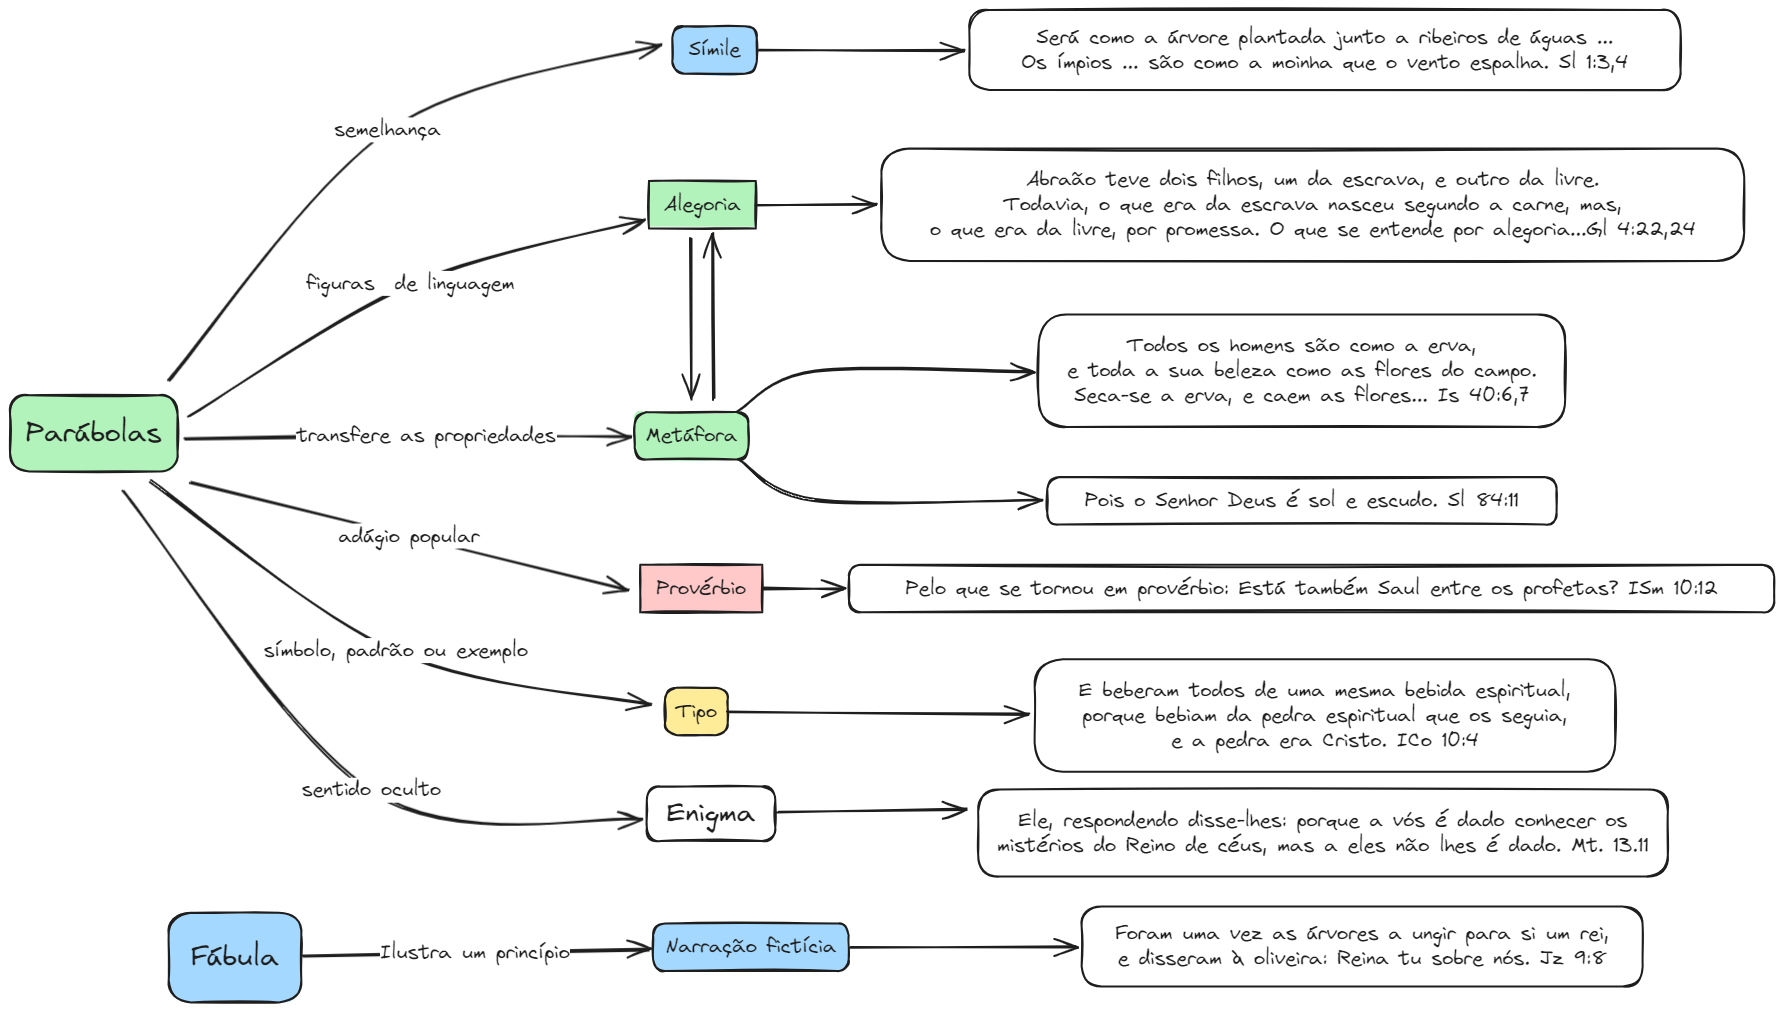 Símile
Será como a árvore plantada junto a ribeiros de águas ...
Os ímpios ... são como a moinha que o vento espalha. Sl 1:3,4
semelhança
Alegoria
Abraão teve dois filhos, um da escrava, e outro da livre.
Todavia, o que era da escrava nasceu segundo a carne, mas,
o que era da livre, por promessa. O que se entende por alegoria...Gl 4:22,24
figuras de linguagem
Todos os homens são como a erva,
e toda a sua beleza como as flores do campo.
Seca-se a erva, e caem as flores... Is 40:6,7
Parábolas
transfere as propriedades
Metáfora
Pois o Senhor Deus é sol e escudo. Sl 84:11
adágio popular
Provérbio
Pelo que se tornou em provérbio: Está também Saul entre os profetas? ISm 10:12
símbolo, padrão ou exemplo
Tipo
E beberam todos de uma mesma bebida espiritual,
porque bebiam da pedra espiritual que os seguia,
e a pedra era Cristo. ICo 10:4
sentido oculto
Enigma
Ele, respondendo disse-lhes: porque a vós é dado conhecer os
mistérios do Reino de céus, mas a eles não lhes é dado. Mt. 13.11
Fábula
Ilustra um princípio
Narração fictícia
Foram uma vez as árvores a ungir para si um rei,
e disseram à oliveira: Reina tu sobre nós. Jz 9:8